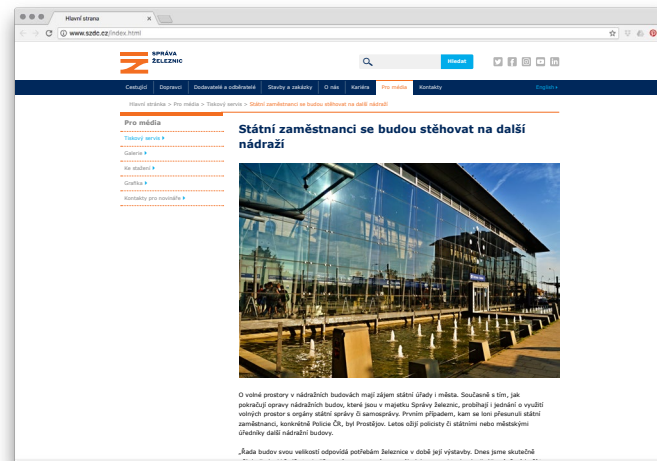 Hlavní strana
www.szdc.cz/index.html
SPRÁVA
ŽELEZNIC
Hledat
Cestující Dopravci Dodavatelé a odběratelé Stavby a zakázky O nás Kariéra Pro média Kontakty English
Hlavní stránka > Pro média > Tiskový servis > Státní zaměstnanci se budou stěhovat na další nádraží
Pro média
Tiskový servis
Galerie
Ke stažení
Grafika
Kontakty pro novináře
Státní zaměstnanci se budou stěhovat na další
nádraží
O volné prostory v nádražních budovách mají zájem státní úřady i města. Současně s tím, jak
pokračují opravy nádražních budov, které jsou v majetku Správy železnic, probíhají i jednání o využití
volných prostor s orgány státní správy či samosprávy. Prvním případem, kam se loni přesunuli státní
zaměstnanci, konkrétně Policie ČR, byl Prostějov. Letos ožijí policisty či státními nebo městskými
úředníky další nádražní budovy.
„Řada budov svou velikostí odpovídá potřebám železnice v době její výstavby. Dnes jsme skutečně